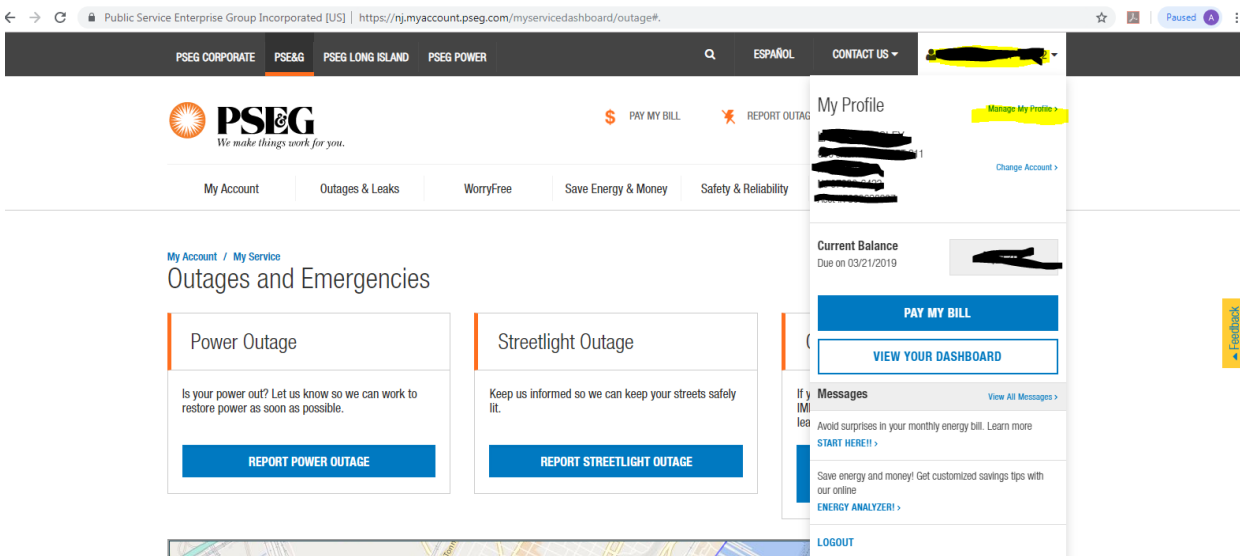 Public Service Enterprise Group Incorporated [US] | https://nj.myaccount.pseg.com/myservicedashboard/outage#.
Paused A
PSEG CORPORATE PSE&G PSEG LONG ISLAND PSEG POWER ESPAÑOL CONTACT US
PSEG
We make things work for you.
$ PAY MY BILL REPORT OUTAG
My Profile Manage My Profile >
Change Account >
My Account Outages & Leaks WorryFree Save Energy & Money Safety & Reliability
My Account / My Service
Outages and Emergencies
Current Balance
Due on 03/21/2019
PAY MY BILL
VIEW YOUR DASHBOARD
Power Outage
Is your power out? Let us know so we can work to
restore power as soon as possible.
REPORT POWER OUTAGE
Streetlight Outage
Keep us informed so we can keep your streets safely
lit.
REPORT STREETLIGHT OUTAGE
If y
IMI
lea
Messages View All Messages >
Avoid surprises in your monthly energy bill. Learn more
START HERE!! >
Save energy and money! Get customized savings tips with
our online
ENERGY ANALYZER! >
LOGOUT
Feedback